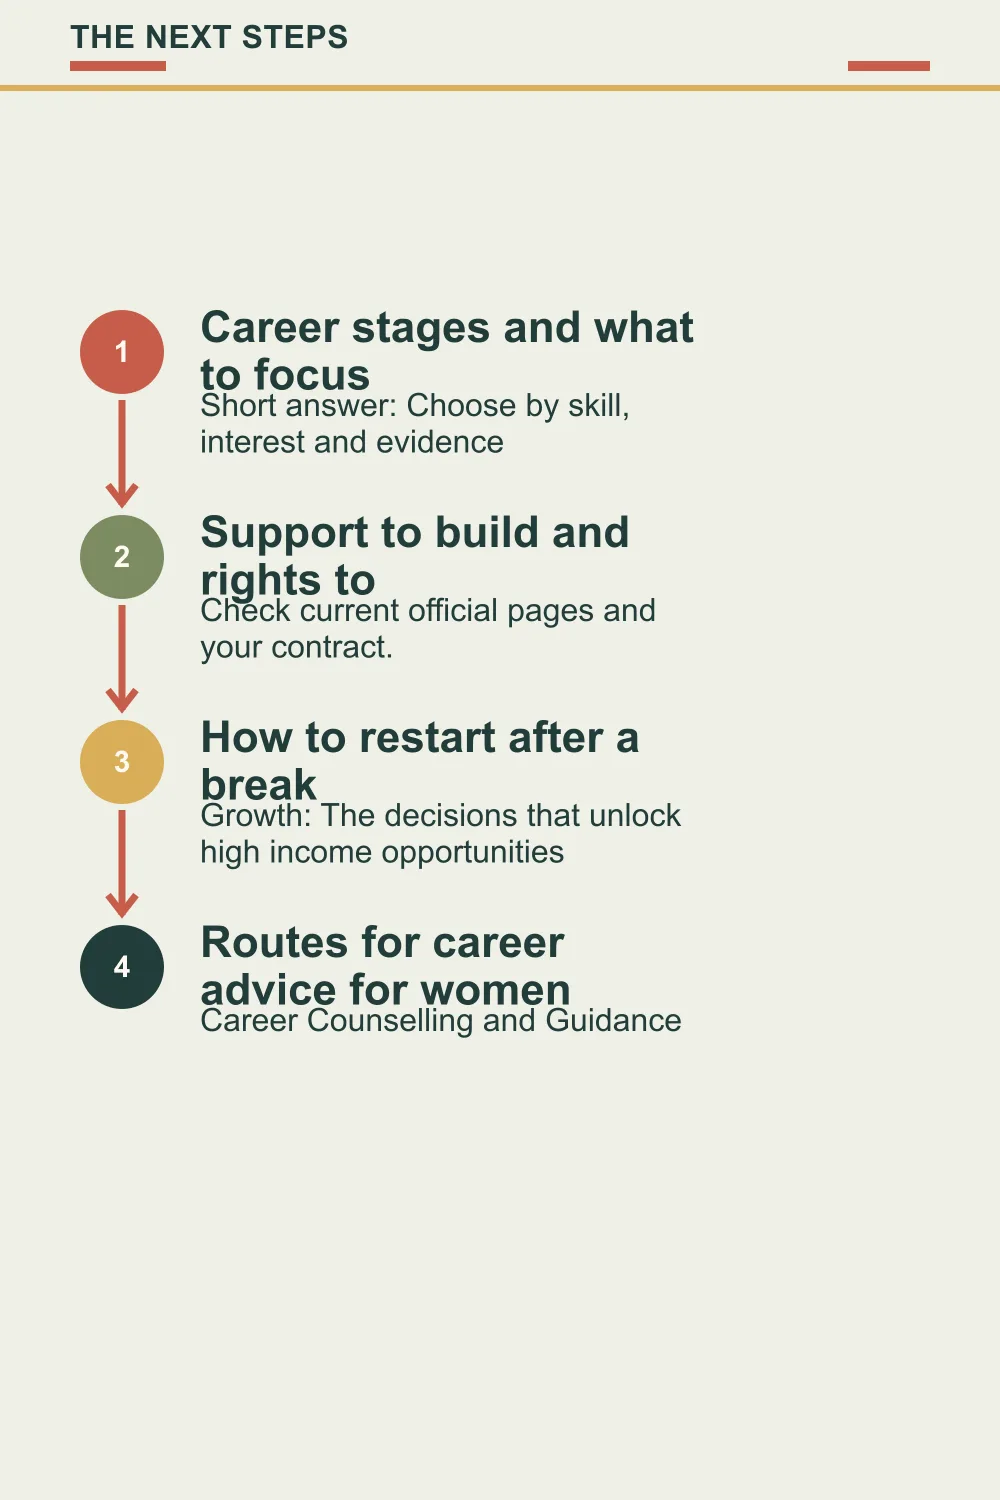 THE NEXT STEPS
1
Career stages and what
to focus
Short answer: Choose by skill,
interest and evidence
2
Support to build and
rights to
Check current official pages and
your contract.
3
How to restart after a
break
Growth: The decisions that unlock
high income opportunities
4
Routes for career
advice for women
Career Counselling and Guidance